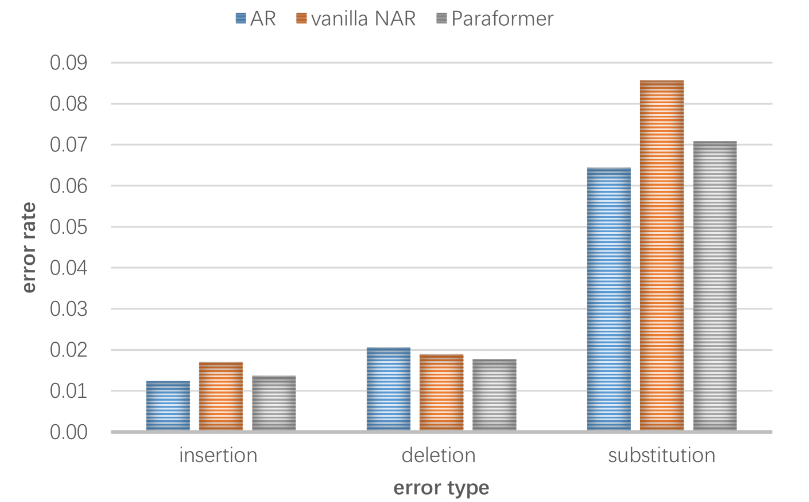 AR vanilla NAR Paraformer
0.09
0.08
0.07
0.06
0.05
0.04
0.03
0.02
0.01
0.00
error rate
insertion deletion substitution
error type